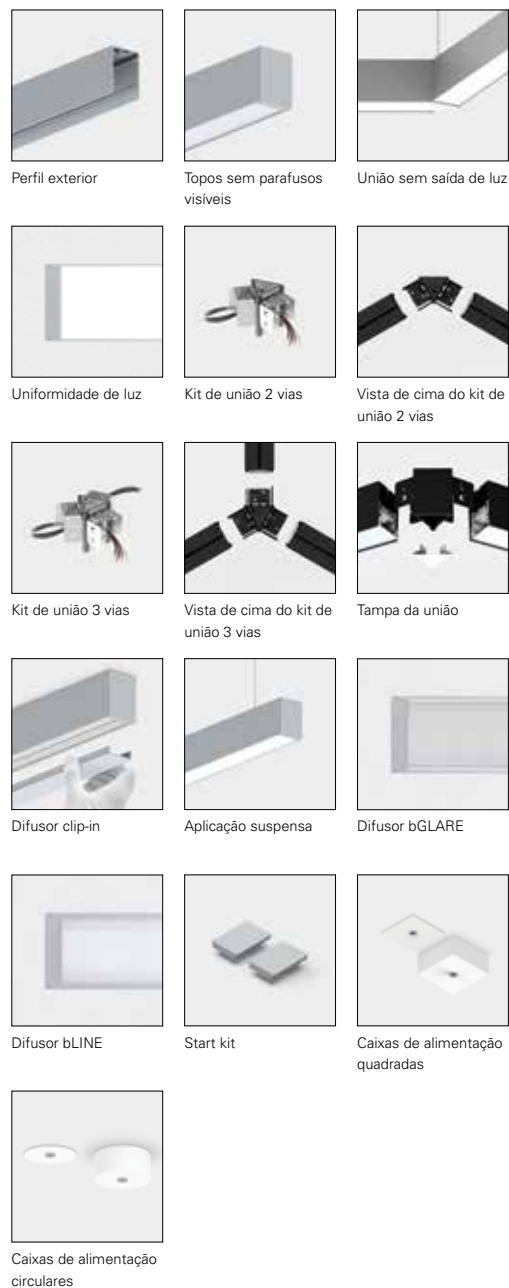 Perfil exterior
Topos sem parafusos
visíveis
União sem saída de luz
Uniformidade de luz
Kit de união 2 vias
Vista de cima do kit de
união 2 vias
Kit de união 3 vias
Vista de cima do kit de
união 3 vias
Tampa da união
Difusor clip-in
Aplicação suspensa
Difusor bGLARE
Difusor bLINE
Start kit
Caixas de alimentação
quadradas
Caixas de alimentação
circulares